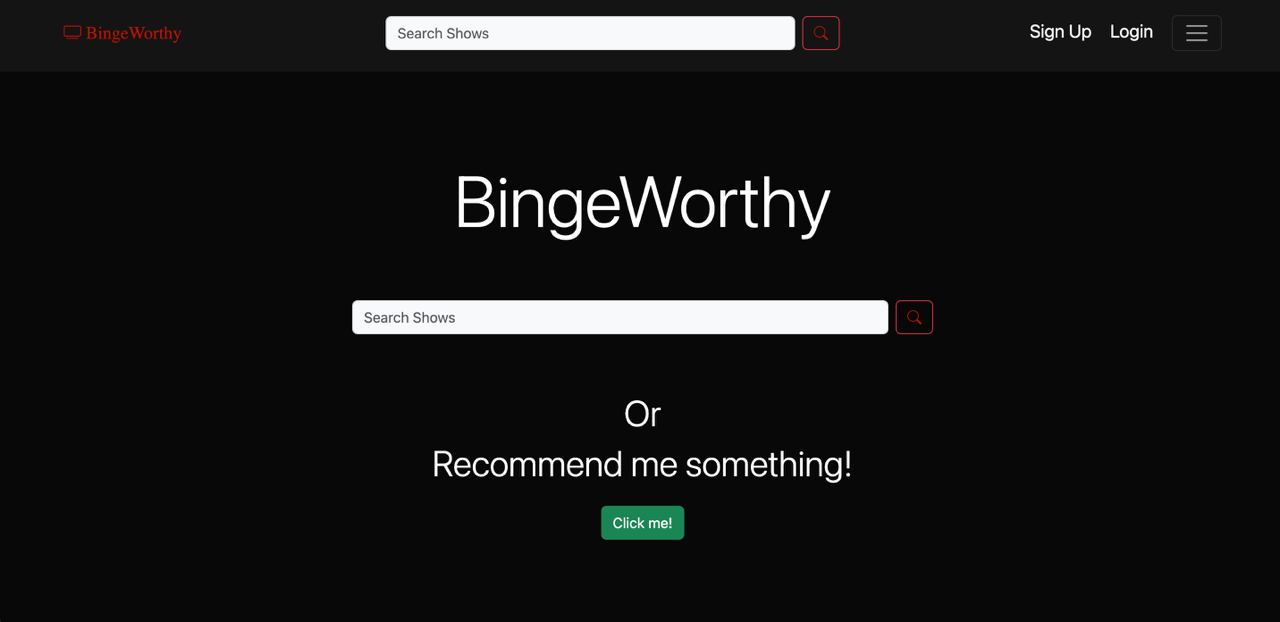 BingeWorthy
Search Shows
Sign Up
Login
BingeWorthy
Search Shows
Or
Recommend me something!
Click me!